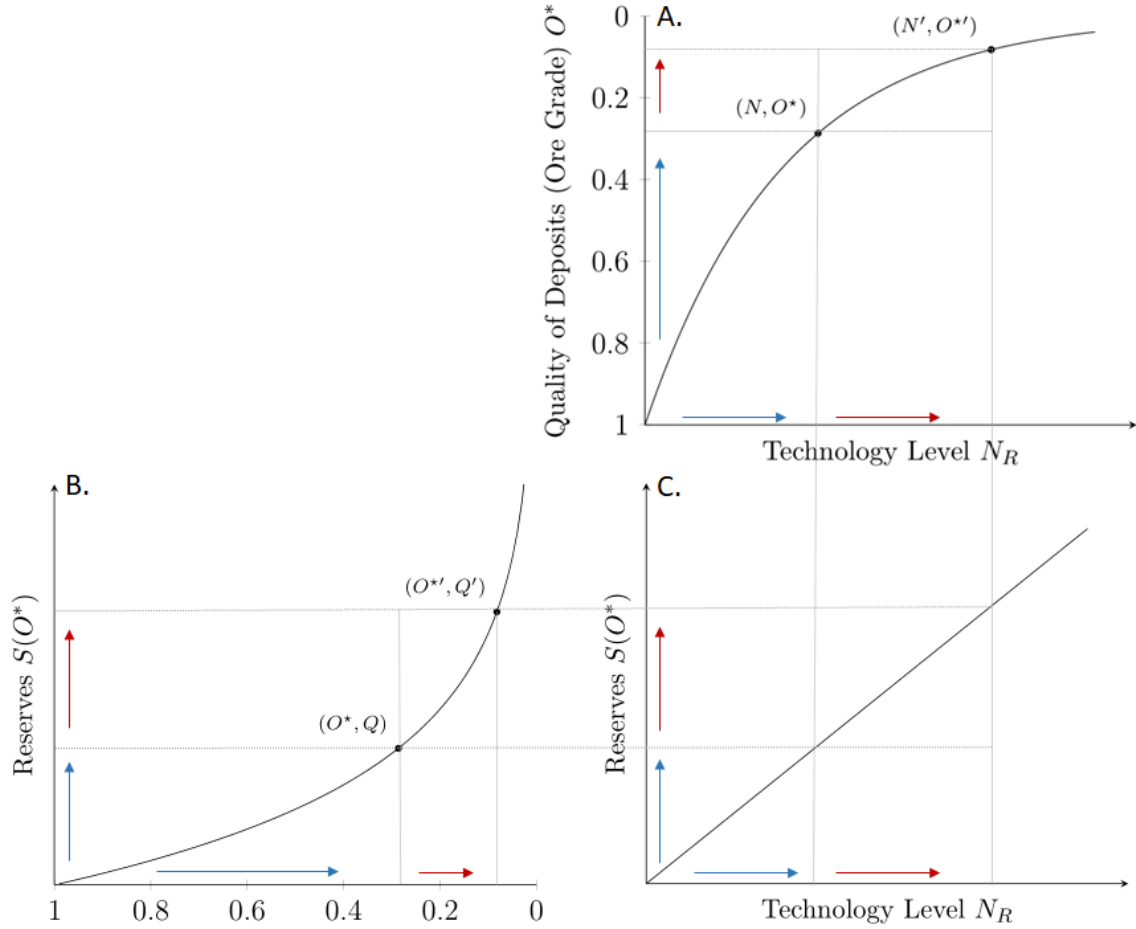 A.
Quality of Deposits (Ore Grade) O*
0
0.2
0.4
0.6
0.8
1
(N′, O⋆′)
(N, O⋆)
Technology Level N_R
B.
Reserves S(O*)
(O⋆′, Q′)
(O⋆, Q)
1 0.8 0.6 0.4 0.2 0
C.
Reserves S(O*)
Technology Level N_R